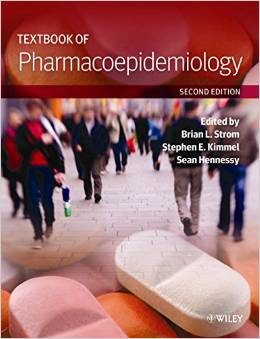 TEXTBOOK OF
Pharmacoepidemiology
SECOND EDITION
Edited by
Brian L. Strom
Stephen E. Kimmel
Sean Hennessy
WILEY